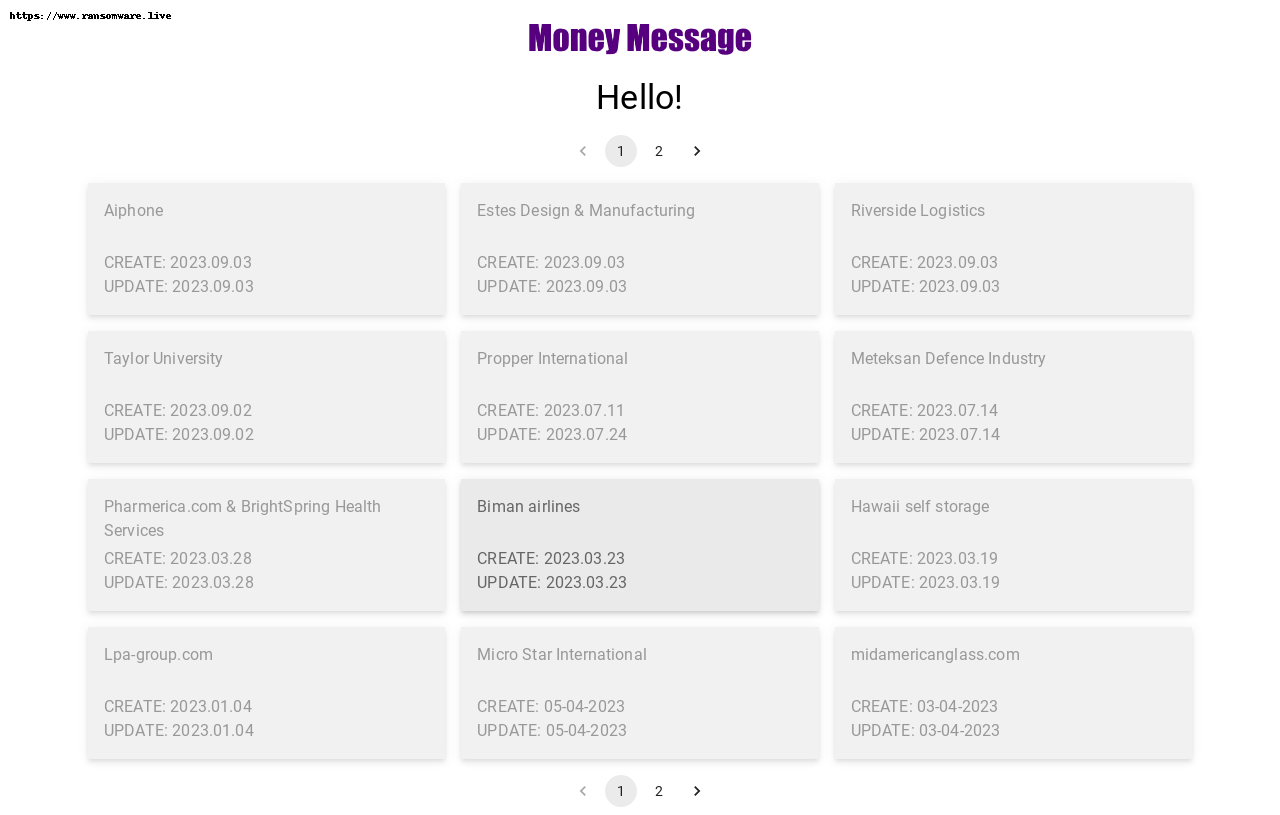 https://www.ransomware.live
Money Message
Hello!
1 2
Aiphone
CREATE: 2023.09.03
UPDATE: 2023.09.03
Estes Design & Manufacturing
CREATE: 2023.09.03
UPDATE: 2023.09.03
Riverside Logistics
CREATE: 2023.09.03
UPDATE: 2023.09.03
Taylor University
CREATE: 2023.09.02
UPDATE: 2023.09.02
Propper International
CREATE: 2023.07.11
UPDATE: 2023.07.24
Meteksan Defence Industry
CREATE: 2023.07.14
UPDATE: 2023.07.14
Pharmerica.com & BrightSpring Health
Services
CREATE: 2023.03.28
UPDATE: 2023.03.28
Biman airlines
CREATE: 2023.03.23
UPDATE: 2023.03.23
Hawaii self storage
CREATE: 2023.03.19
UPDATE: 2023.03.19
Lpa-group.com
CREATE: 2023.01.04
UPDATE: 2023.01.04
Micro Star International
CREATE: 05-04-2023
UPDATE: 05-04-2023
midamericanglass.com
CREATE: 03-04-2023
UPDATE: 03-04-2023
1 2